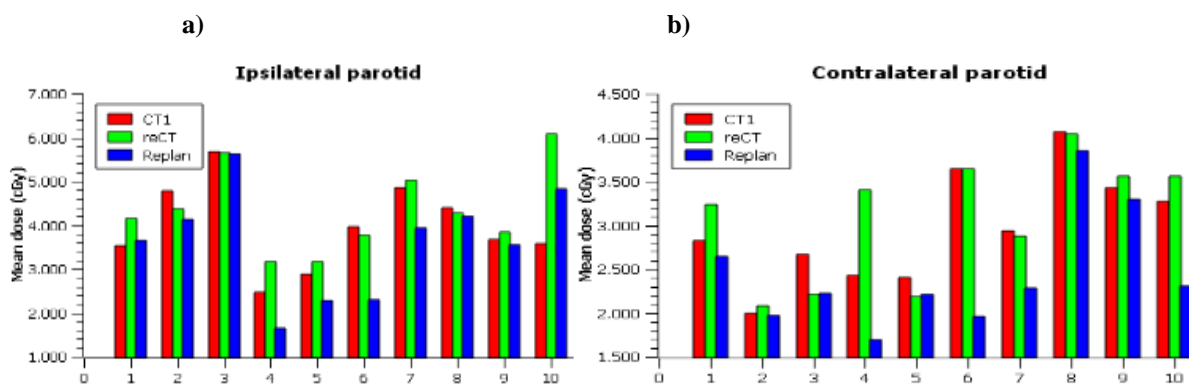 a)
b)
Ipsilateral parotid
Contralateral parotid
Mean dose (cGy)
7.000
6.000
5.000
4.000
3.000
2.000
1.000
CT1
reCT
Replan
0 1 2 3 4 5 6 7 8 9 10
Mean dose (cGy)
4.500
4.000
3.500
3.000
2.500
2.000
1.500
CT1
reCT
Replan
0 1 2 3 4 5 6 7 8 9 10